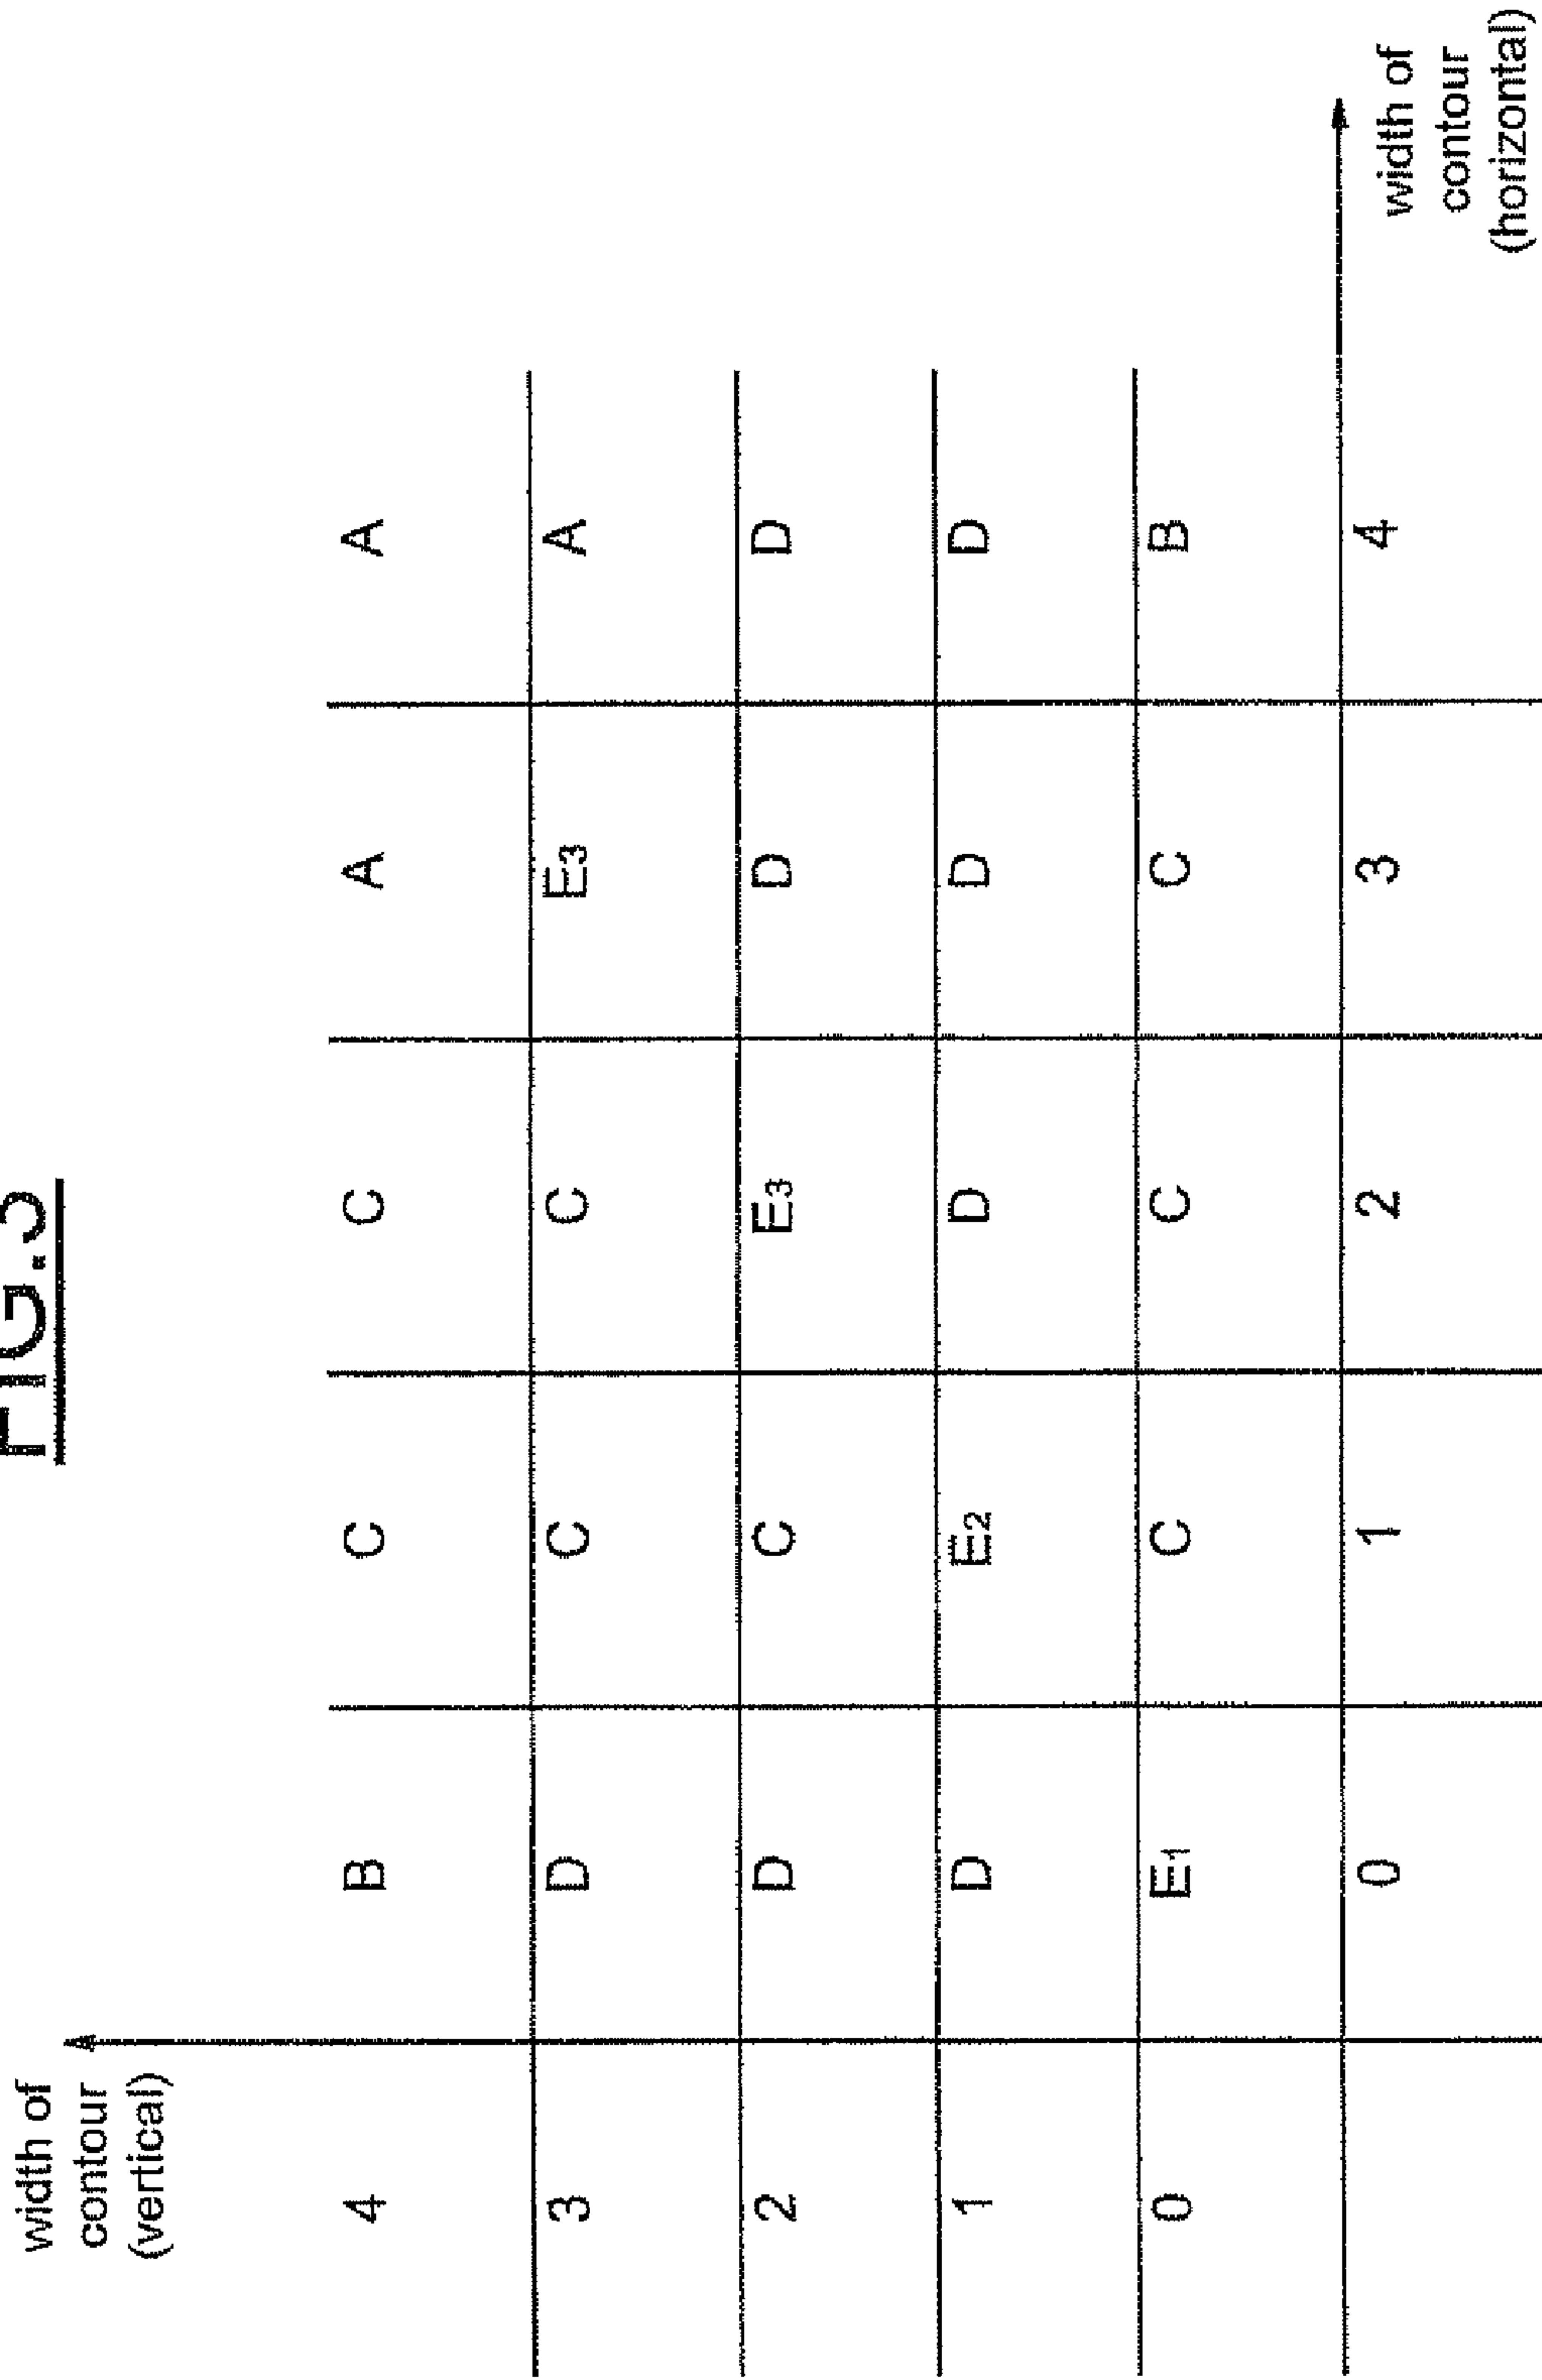 FIG.
width of
contour
(vertical)
4 B C C A A
3 D C C E3 A
2 D C E3 D D
1 D E2 D D D
0 E1 C C C B
0 1 2 3 4
width of
contour
(horizontal)